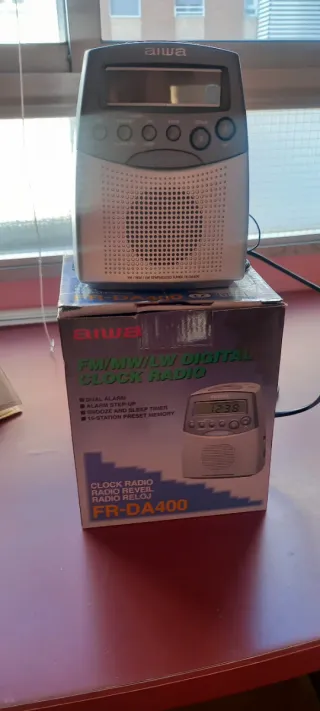 aiwa
aiwa
FM/MW/LW DIGITAL
CLOCK RADIO
DUAL ALARM
ALARM STEP-UP
SNOOZE AND SLEEP TIMER
10-STATION PRESET MEMORY
12:36
CLOCK RADIO
RADIO REVEIL
RADIO RELOJ
FR-DA400